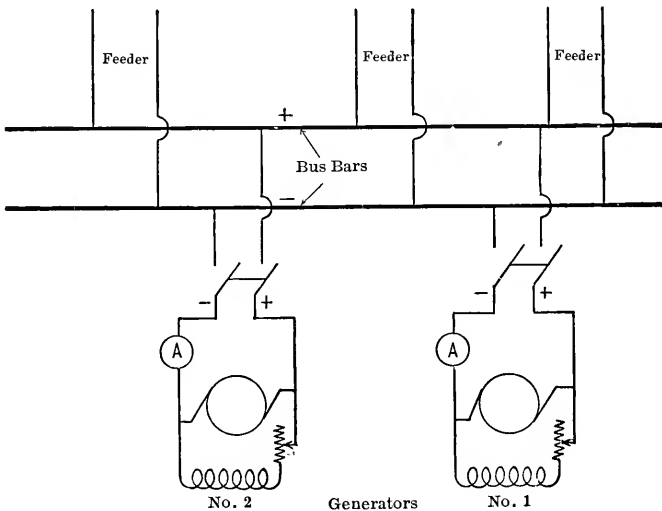 Feeder Feeder Feeder
+
Bus Bars
−
− + − +
A A
No. 2 Generators No. 1